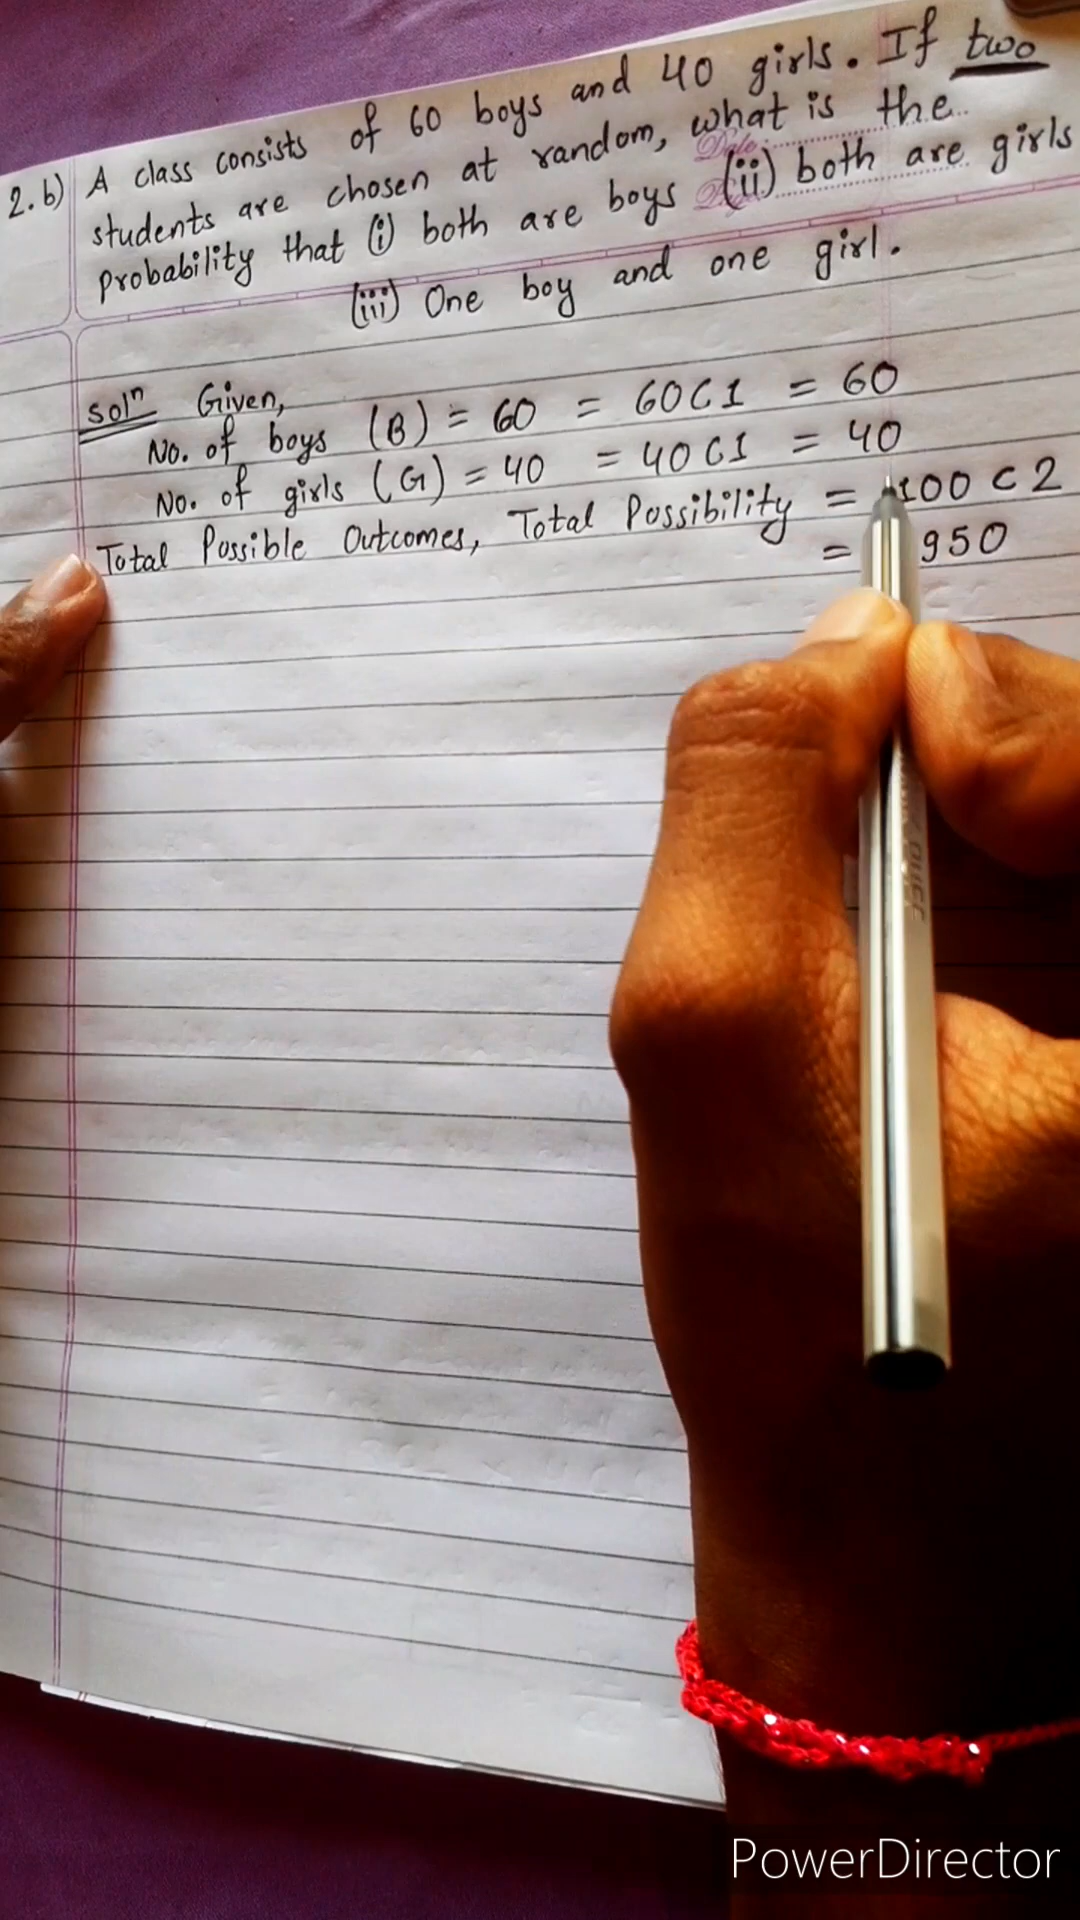 2.b) A class consists of 60 boys and 40 girls. If two
students are chosen at random, what is the
Probability that (i) both are boys (ii) both are girls
(iii) One boy and one girl.
Soln Given,
No. of boys (B) = 60 = 60C1 = 60
No. of girls (G) = 40 = 40C1 = 40
Total Possible Outcomes, Total Possibility = 100C2
= 950
PowerDirector